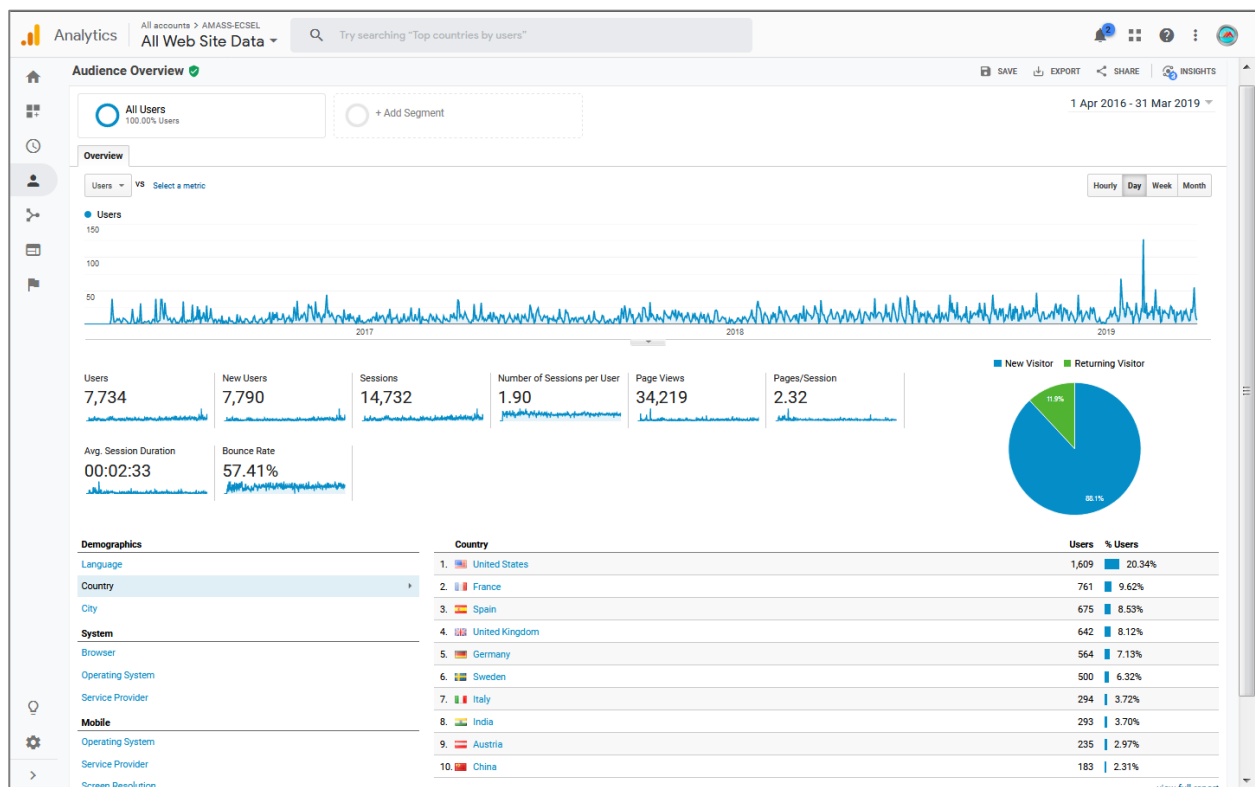 All accounts > AMASS-ECSEL
Analytics All Web Site Data
Try searching "Top countries by users"
2
Audience Overview
SAVE EXPORT SHARE INSIGHTS
3
All Users
100.00% Users
+ Add Segment
1 Apr 2016 - 31 Mar 2019
Overview
Users VS Select a metric
Hourly Day Week Month
Users
150
100
50
2017 2018 2019
New Visitor Returning Visitor
Users New Users Sessions Number of Sessions per User Page Views Pages/Session
7,734 7,790 14,732 1.90 34,219 2.32
11.9%
88.1%
Avg. Session Duration Bounce Rate
00:02:33 57.41%
Demographics
Language
Country
City
System
Browser
Operating System
Service Provider
Mobile
Operating System
Service Provider
Screen Resolution
Country Users % Users
1. United States 1,609 20.34%
2. France 761 9.62%
3. Spain 675 8.53%
4. United Kingdom 642 8.12%
5. Germany 564 7.13%
6. Sweden 500 6.32%
7. Italy 294 3.72%
8. India 293 3.70%
9. Austria 235 2.97%
10. China 183 2.31%
view full report